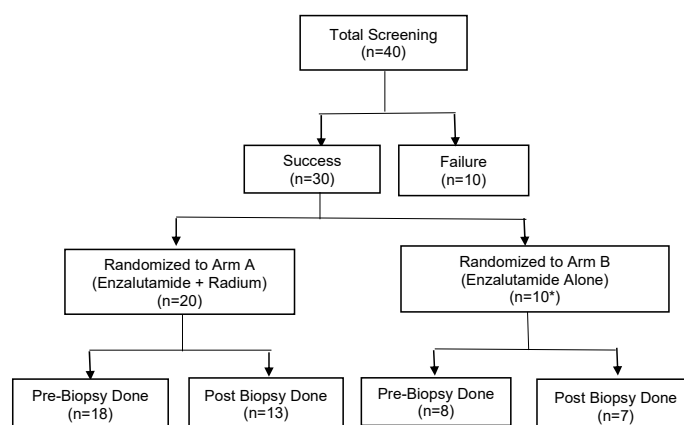 Total Screening
(n=40)
Success
(n=30)
Failure
(n=10)
Randomized to Arm A
(Enzalutamide + Radium)
(n=20)
Randomized to Arm B
(Enzalutamide Alone)
(n=10*)
Pre-Biopsy Done
(n=18)
Post Biopsy Done
(n=13)
Pre-Biopsy Done
(n=8)
Post Biopsy Done
(n=7)